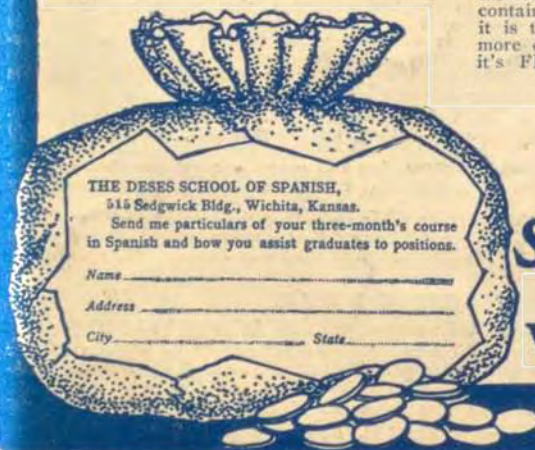 contain
it is t
more
it's F
THE DESES SCHOOL OF SPANISH,
515 Sedgwick Bldg., Wichita, Kansas.
Send me particulars of your three-month's course
in Spanish and how you assist graduates to positions.
Name
Address
City State
S